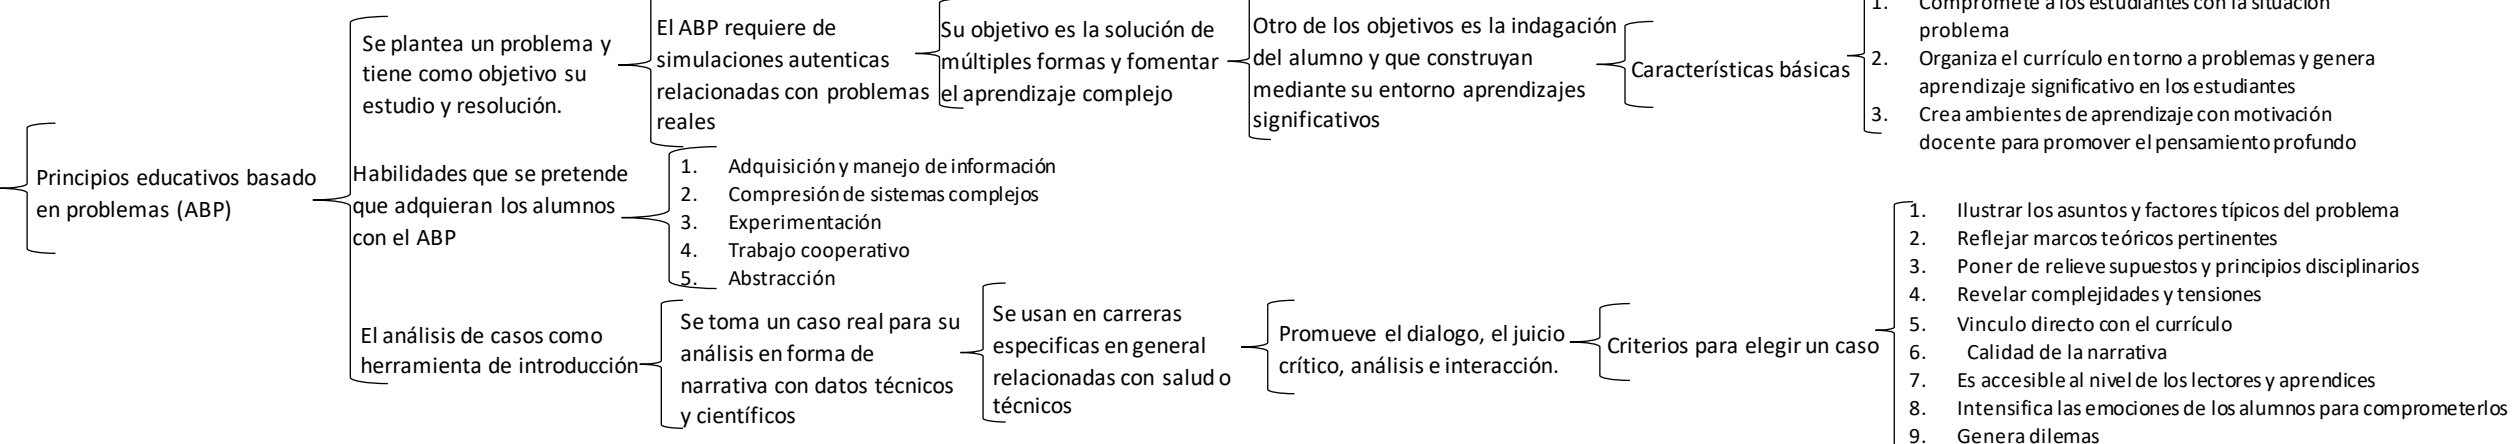 Principios educativos basado
en problemas (ABP)
Se plantea un problema y
tiene como objetivo su
estudio y resolución.
El ABP requiere de
simulaciones autenticas
relacionadas con problemas
reales
Su objetivo es la solución de
múltiples formas y fomentar
el aprendizaje complejo
Otro de los objetivos es la indagación
del alumno y que construyan
mediante su entorno aprendizajes
significativos
Características básicas
1. Compromete a los estudiantes con la situación
problema
2. Organiza el currículo en torno a problemas y genera
aprendizaje significativo en los estudiantes
3. Crea ambientes de aprendizaje con motivación
docente para promover el pensamiento profundo
Habilidades que se pretende
que adquieran los alumnos
con el ABP
1. Adquisición y manejo de información
2. Compresión de sistemas complejos
3. Experimentación
4. Trabajo cooperativo
5. Abstracción
El análisis de casos como
herramienta de introducción
Se toma un caso real para su
análisis en forma de
narrativa con datos técnicos
y científicos
Se usan en carreras
especificas en general
relacionadas con salud o
técnicos
Promueve el dialogo, el juicio
crítico, análisis e interacción.
Criterios para elegir un caso
1. Ilustrar los asuntos y factores típicos del problema
2. Reflejar marcos teóricos pertinentes
3. Poner de relieve supuestos y principios disciplinarios
4. Revelar complejidades y tensiones
5. Vinculo directo con el currículo
6. Calidad de la narrativa
7. Es accesible al nivel de los lectores y aprendices
8. Intensifica las emociones de los alumnos para comprometerlos
9. Genera dilemas